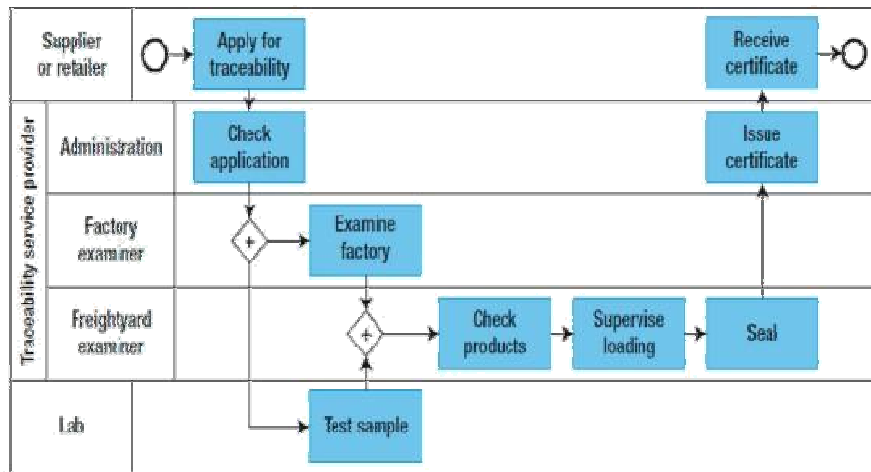 Supplier
or retailer
Apply for
traceability
Receive
certificate
Traceability service provider
Administration
Check
application
Issue
certificate
Factory
examiner
+
Examine
factory
Freightyard
examiner
+
Check
products
Supervise
loading
Seal
Lab
Test sample